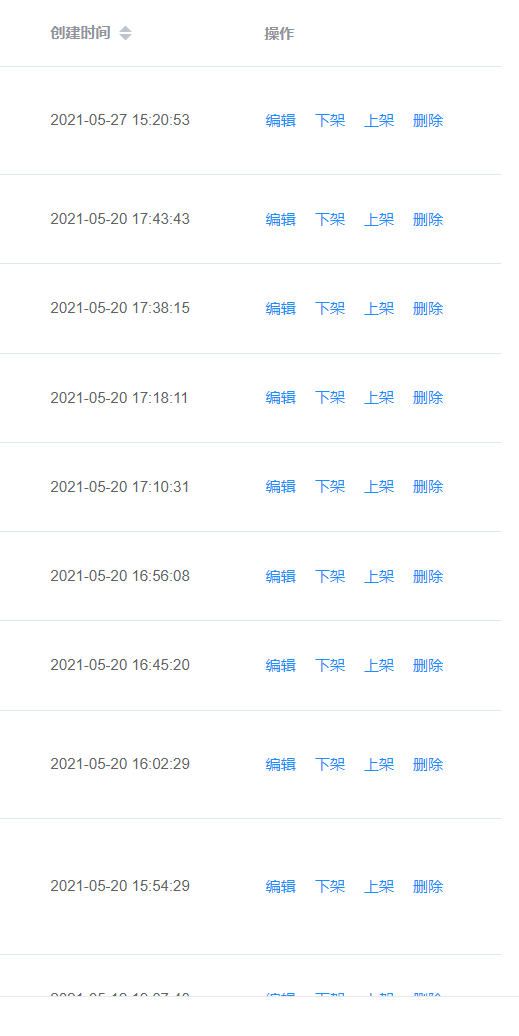 创建时间 操作
2021-05-27 15:20:53 编辑 下架 上架 删除
2021-05-20 17:43:43 编辑 下架 上架 删除
2021-05-20 17:38:15 编辑 下架 上架 删除
2021-05-20 17:18:11 编辑 下架 上架 删除
2021-05-20 17:10:31 编辑 下架 上架 删除
2021-05-20 16:56:08 编辑 下架 上架 删除
2021-05-20 16:45:20 编辑 下架 上架 删除
2021-05-20 16:02:29 编辑 下架 上架 删除
2021-05-20 15:54:29 编辑 下架 上架 删除
编辑 下架 上架 删除